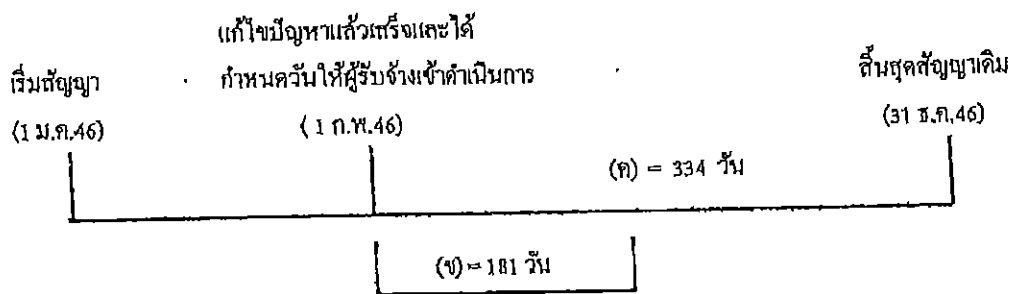 แก้ไขปัญหาแล้วเสร็จและได้
เริ่มสัญญา กำหนดวันให้ผู้รับจ้างเข้าดำเนินการ สิ้นสุดสัญญาเดิม
(1 ม.ค.46) (1 ก.พ.46) (31 ธ.ค.46)
(ค) = 334 วัน
(ข) = 181 วัน